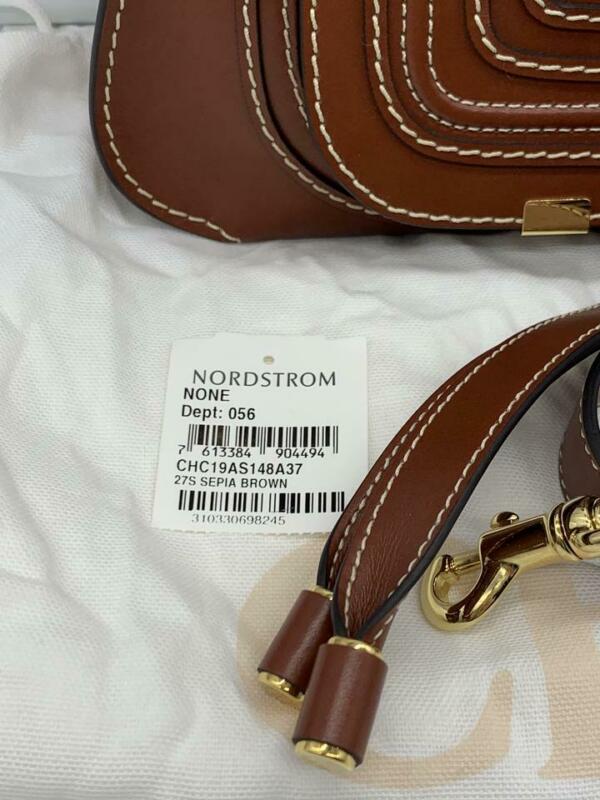 NORDSTROM
NONE
Dept: 056
7 613384 904494
CHC19AS148A37
27S SEPIA BROWN
310330698245